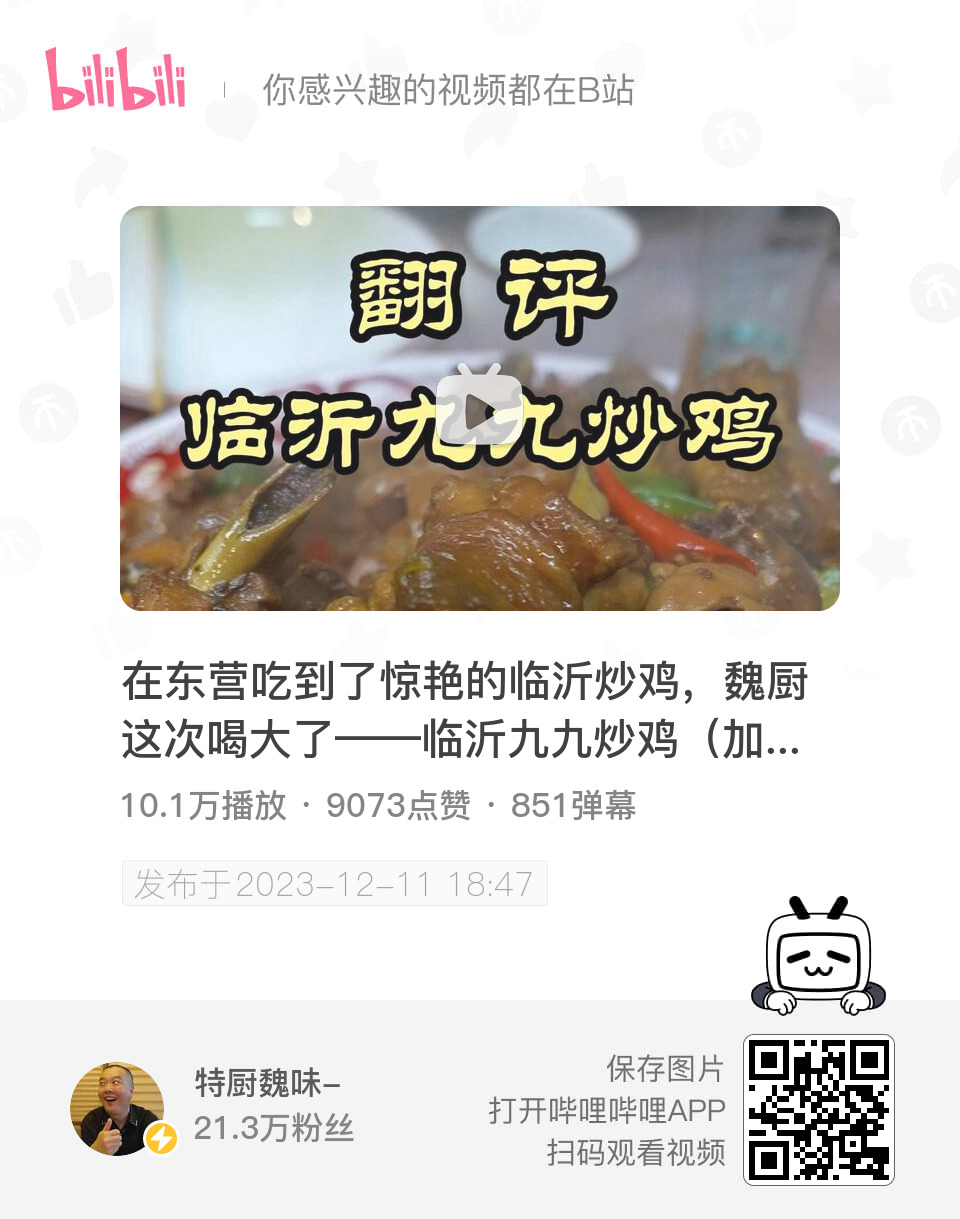 bilibili
你感兴趣的视频都在B站
翻评
临沂九九炒鸡
在东营吃到了惊艳的临沂炒鸡，魏厨
这次喝大了——临沂九九炒鸡（加...
10.1万播放 · 9073点赞 · 851弹幕
发布于2023-12-11 18:47
特厨魏味-
21.3万粉丝
保存图片
打开哔哩哔哩APP
扫码观看视频